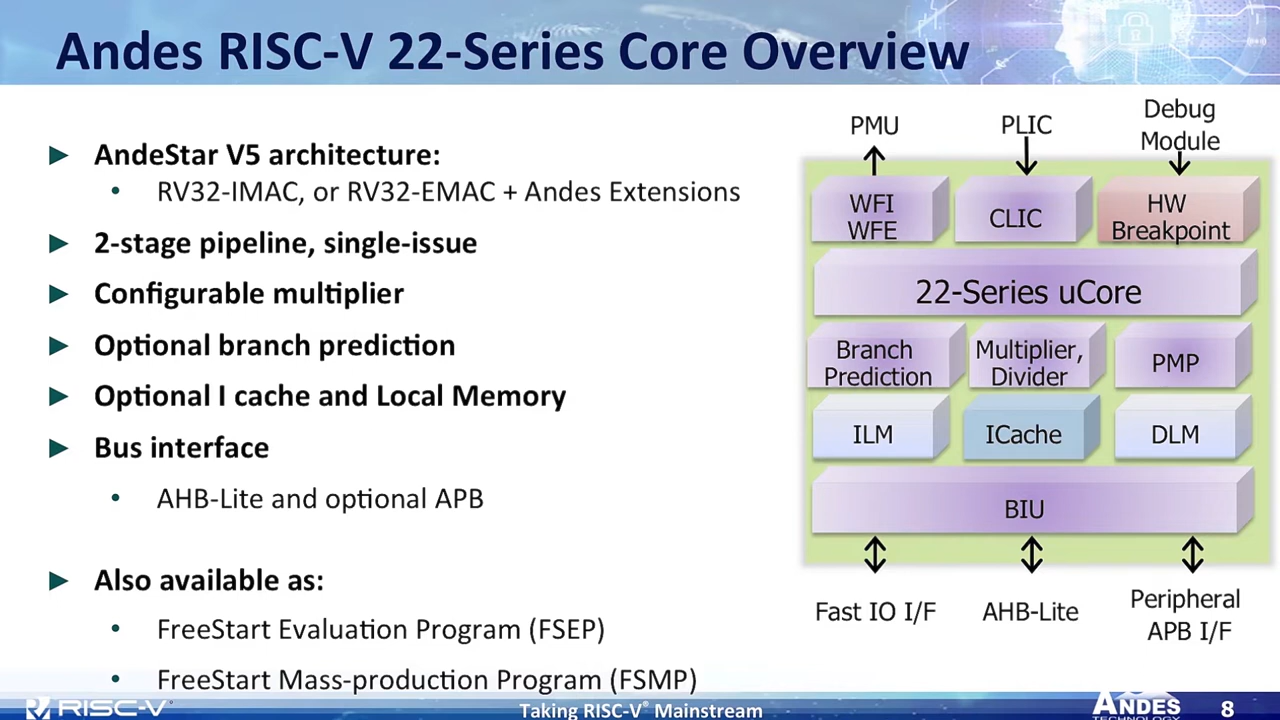 Andes RISC-V 22-Series Core Overview
AndeStar V5 architecture:
RV32-IMAC, or RV32-EMAC + Andes Extensions
2-stage pipeline, single-issue
Configurable multiplier
Optional branch prediction
Optional I cache and Local Memory
Bus interface
AHB-Lite and optional APB
Also available as:
FreeStart Evaluation Program (FSEP)
FreeStart Mass-production Program (FSMP)
PMU
PLIC
Debug
Module
WFI
WFE
CLIC
HW
Breakpoint
22-Series uCore
Branch
Prediction
Multiplier,
Divider
PMP
ILM
ICache
DLM
BIU
Fast IO I/F
AHB-Lite
Peripheral
APB I/F
RISC-V®
Taking RISC-V® Mainstream
ANDES
TECHNOLOGY
8